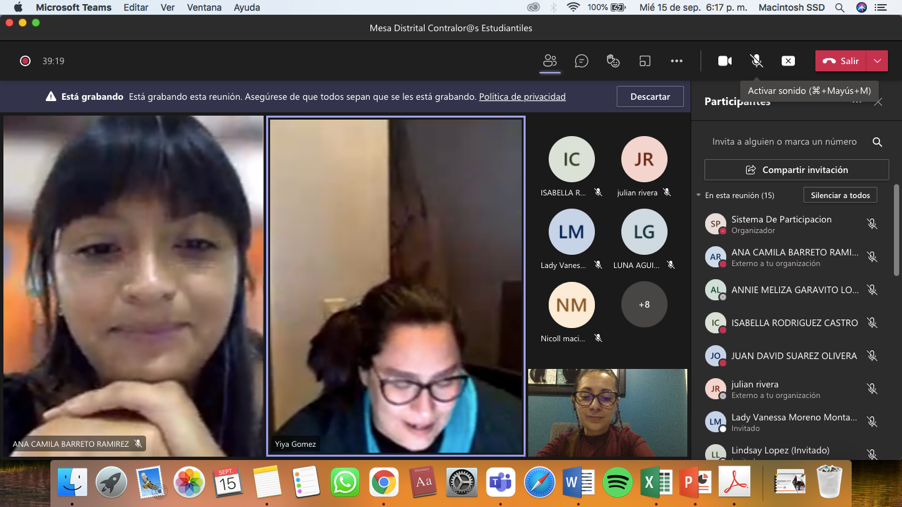 Microsoft Teams Editar Ver Ventana Ayuda 100% Mié 15 de sep. 6:17 p. m. Macintosh SSD
Mesa Distrital Contralor@s Estudiantiles
39:19
Salir
Activar sonido (⌘+Mayús+M)
Está grabando Está grabando esta reunión. Asegúrese de que todos sepan que se les está grabando. Política de privacidad Descartar
Participantes
Invita a alguien o marca un número
Compartir invitación
En esta reunión (15) Silenciar a todos
IC
ISABELLA R...
JR
julian rivera
LM
Lady Vanes...
LG
LUNA AGUI...
NM
Nicoll maci...
+8
ANA CAMILA BARRETO RAMIREZ
Yiya Gomez
SP
Sistema De Participacion
Organizador
AR
ANA CAMILA BARRETO RAMI...
Externo a tu organización
AL
ANNIE MELIZA GARAVITO LO...
IC
ISABELLA RODRIGUEZ CASTRO
JO
JUAN DAVID SUAREZ OLIVERA
JR
julian rivera
Externo a tu organización
LM
Lady Vanessa Moreno Monta...
Invitado
LL
Lindsay Lopez (Invitado)
SEPT.
15
Aa